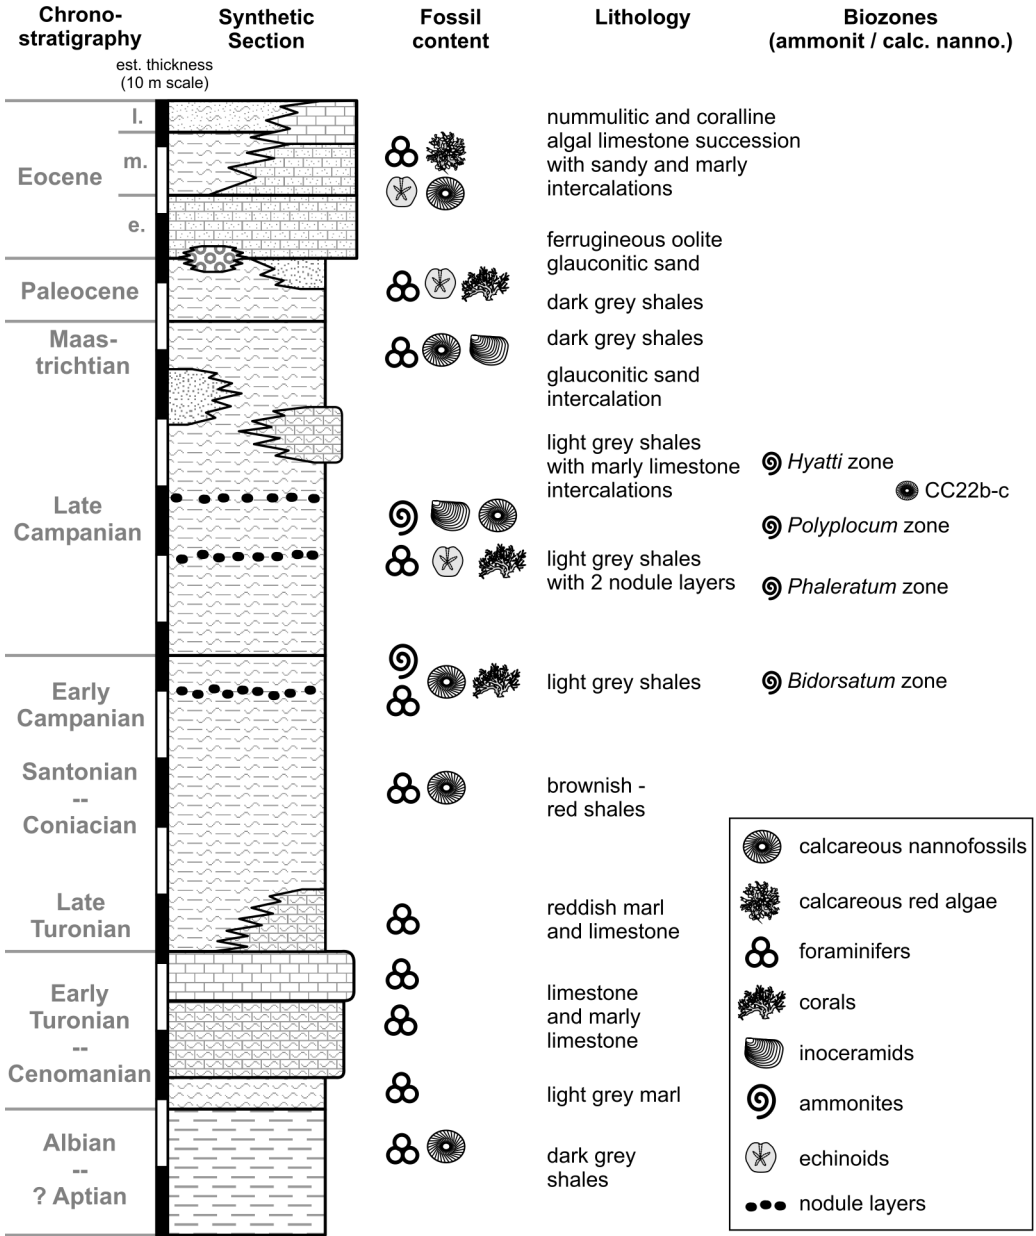 Chrono-
stratigraphy
Synthetic
Section
Fossil
content
Lithology
Biozones
(ammonit / calc. nanno.)
est. thickness
(10 m scale)
l.
m.
Eocene
e.
nummulitic and coralline
algal limestone succession
with sandy and marly
intercalations
ferrugineous oolite
glauconitic sand
Paleocene
dark grey shales
Maas-
trichtian
dark grey shales
glauconitic sand
intercalation
light grey shales
with marly limestone
intercalations
Hyatti zone
CC22b-c
Late
Campanian
Polyplocum zone
light grey shales
with 2 nodule layers
Phaleratum zone
Early
Campanian
light grey shales
Bidorsatum zone
Santonian
--
Coniacian
brownish -
red shales
Late
Turonian
reddish marl
and limestone
Early
Turonian
--
Cenomanian
limestone
and marly
limestone
light grey marl
Albian
--
? Aptian
dark grey
shales
calcareous nannofossils
calcareous red algae
foraminifers
corals
inoceramids
ammonites
echinoids
nodule layers